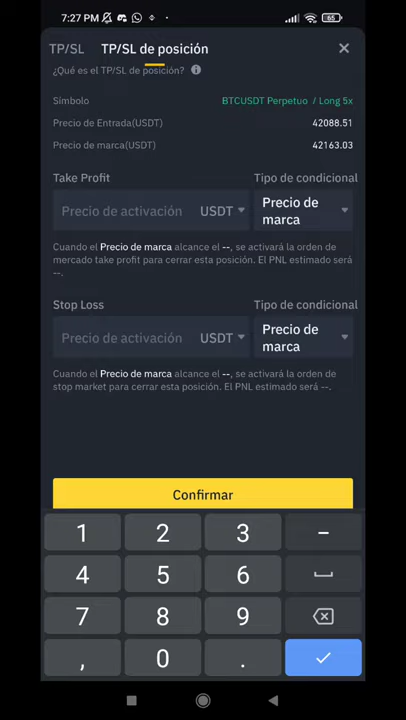 7:27 PM
65
TP/SL
TP/SL de posición
¿Qué es el TP/SL de posición?
Símbolo
BTCUSDT Perpetuo / Long 5x
Precio de Entrada(USDT)
42088.51
Precio de marca(USDT)
42163.03
Take Profit
Tipo de condicional
Precio de activación
USDT
Precio de
marca
Cuando el Precio de marca alcance el --, se activará la orden de
mercado take profit para cerrar esta posición. El PNL estimado será
--.
Stop Loss
Tipo de condicional
Precio de activación
USDT
Precio de
marca
Cuando el Precio de marca alcance el --, se activará la orden de
stop market para cerrar esta posición. El PNL estimado será --.
Confirmar
1 2 3 −
4 5 6
7 8 9
, 0 .